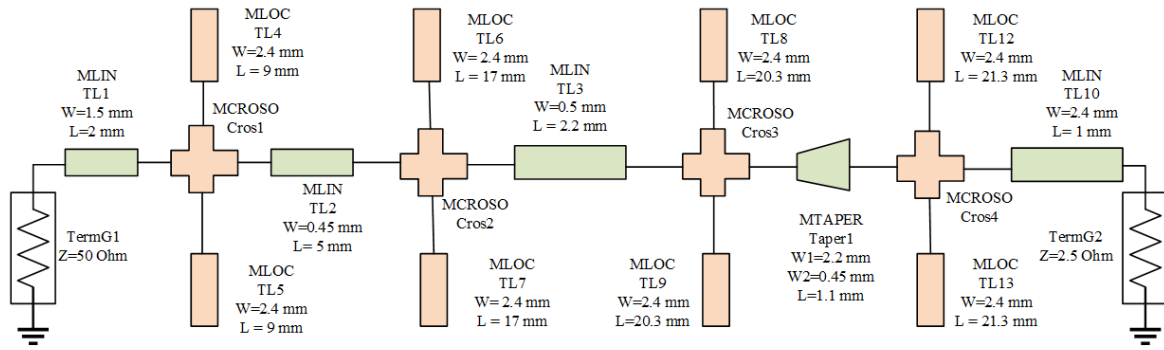 MLOC
TL4
W=2.4 mm
L = 9 mm
MLOC
TL6
W= 2.4 mm
L = 17 mm
MLOC
TL8
W=2.4 mm
L=20.3 mm
MLOC
TL12
W=2.4 mm
L = 21.3 mm
MLIN
TL1
W=1.5 mm
L=2 mm
MCROSO
Cros1
MLIN
TL3
W=0.5 mm
L = 2.2 mm
MCROSO
Cros3
MLIN
TL10
W=2.4 mm
L= 1 mm
TermG1
Z=50 Ohm
MLIN
TL2
W=0.45 mm
L= 5 mm
MCROSO
Cros2
MTAPER
Taper1
W1=2.2 mm
W2=0.45 mm
L=1.1 mm
MCROSO
Cros4
TermG2
Z=2.5 Ohm
MLOC
TL5
W=2.4 mm
L = 9 mm
MLOC
TL7
W= 2.4 mm
L = 17 mm
MLOC
TL9
W=2.4 mm
L=20.3 mm
MLOC
TL13
W=2.4 mm
L = 21.3 mm